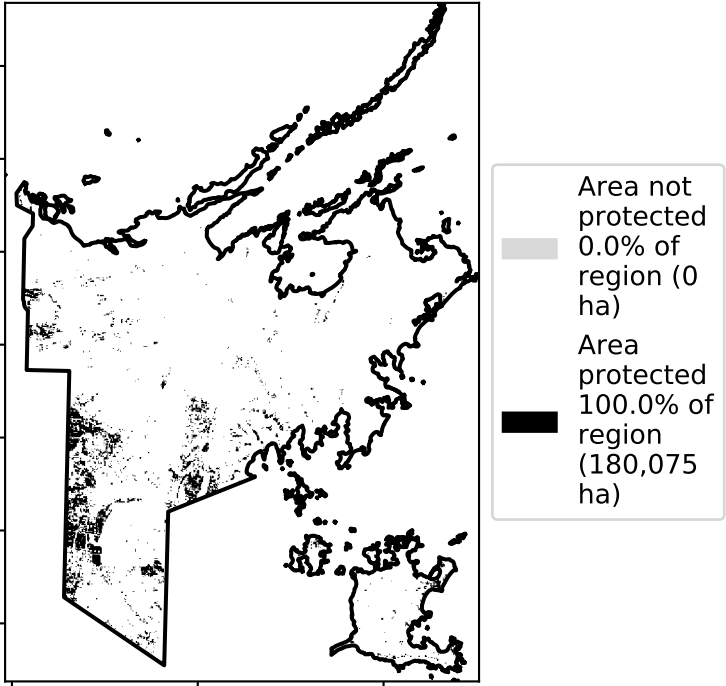 Area not
protected
0.0% of
region (0
ha)
Area
protected
100.0% of
region
(180,075
ha)